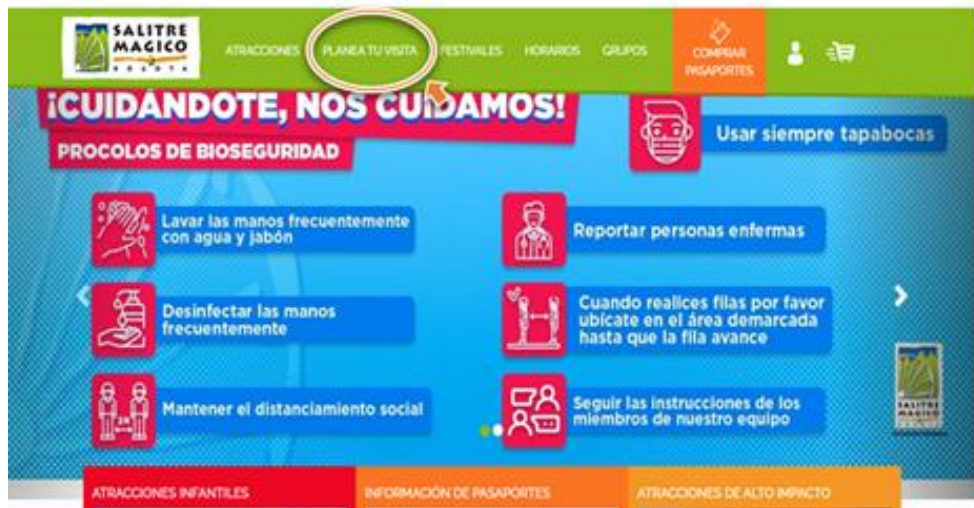 SALITRE
MAGICO
BOGOTA
ATRACCIONES
PLANEA TU VISITA
FESTIVALES
HORARIOS
GRUPOS
COMPRAR
PASAPORTES
¡CUIDÁNDOTE, NOS CUIDAMOS!
PROCOLOS DE BIOSEGURIDAD
Usar siempre tapabocas
Lavar las manos frecuentemente
con agua y jabón
Reportar personas enfermas
Desinfectar las manos
frecuentemente
Cuando realices filas por favor
ubícate en el área demarcada
hasta que la fila avance
Mantener el distanciamiento social
Seguir las instrucciones de los
miembros de nuestro equipo
SALITRE
MAGICO
ATRACCIONES INFANTILES
INFORMACIÓN DE PASAPORTES
ATRACCIONES DE ALTO IMPACTO